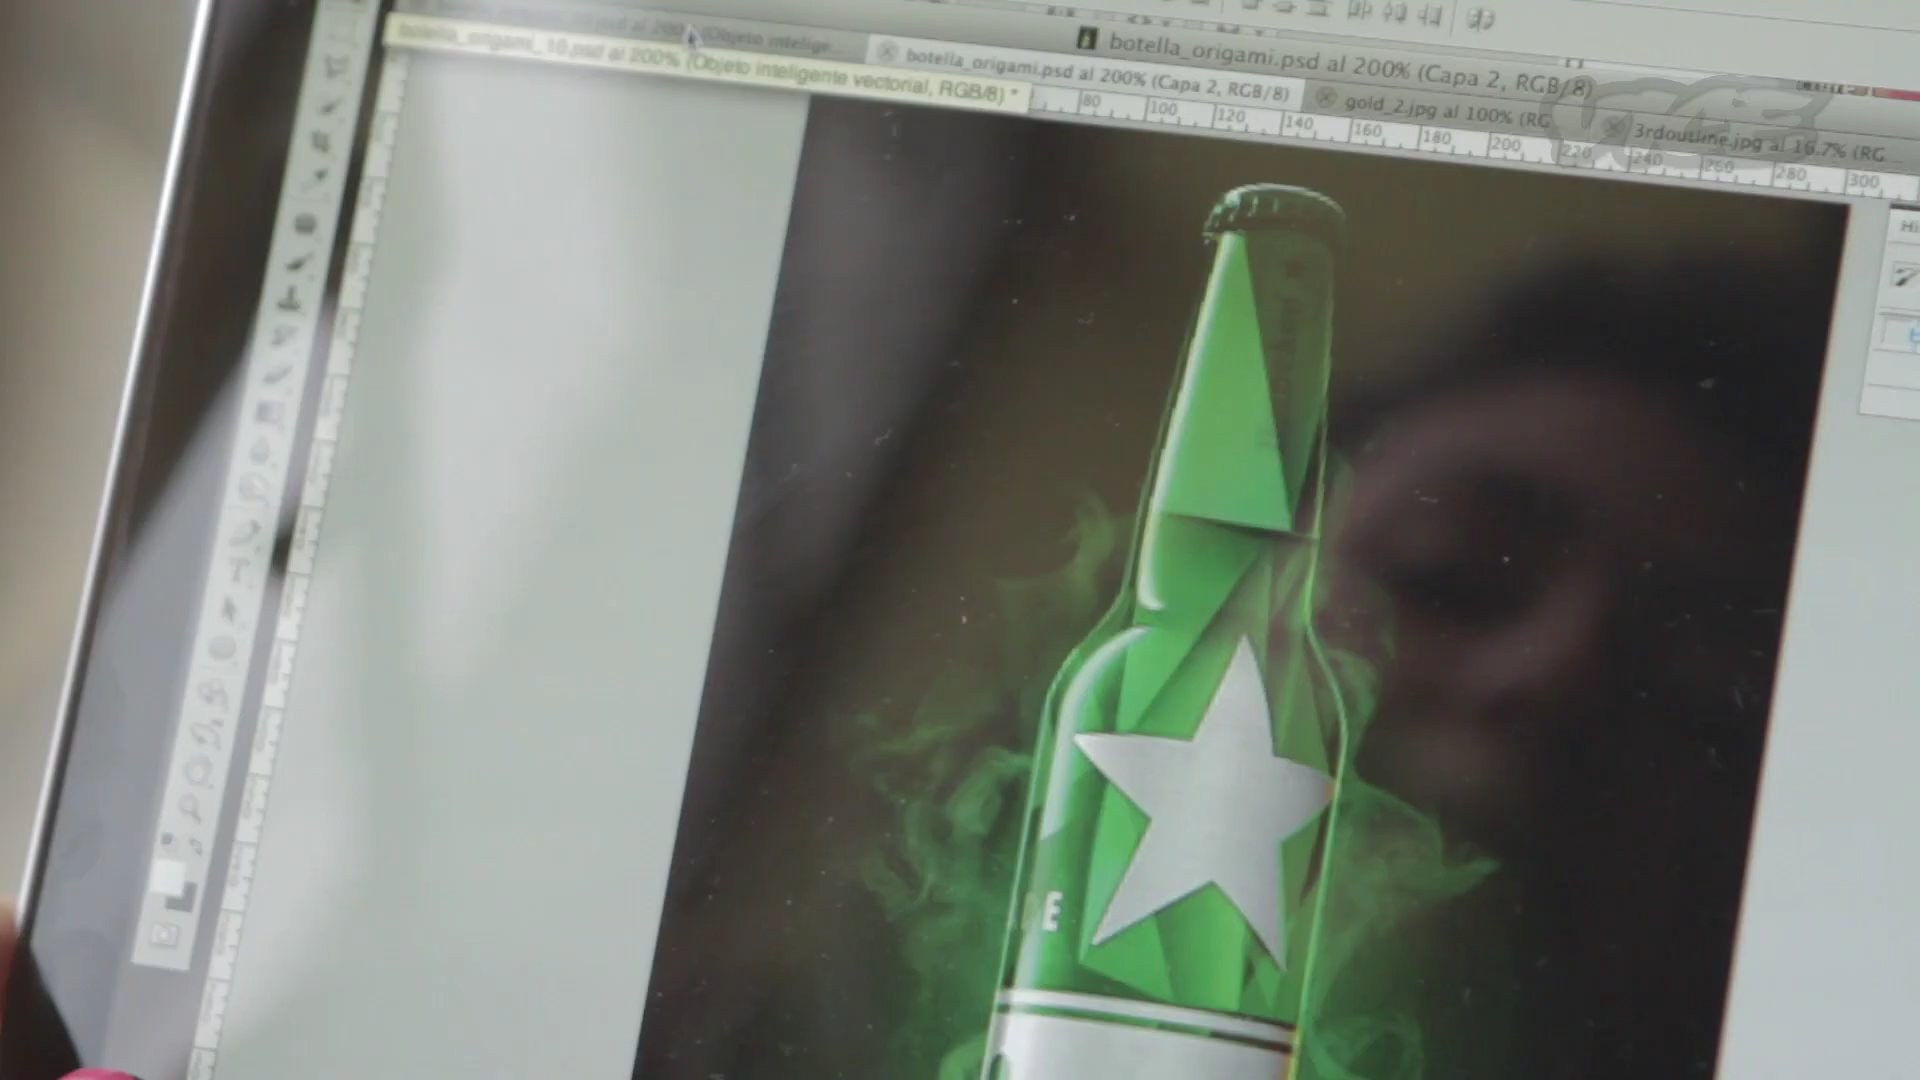 botella_origami.psd al 200% (Capa 2, RGB/8)
botella_origami_10.psd al 200% (Objeto inteligente vectorial, RGB/8) *
botella_origami.psd al 200% (Capa 2, RGB/8)
gold_2.jpg al 100% (RG
3rdoutime.jpg al 16.7% (RG
80 100 120 140 160 180 200 220 240 260 280 300
VICE